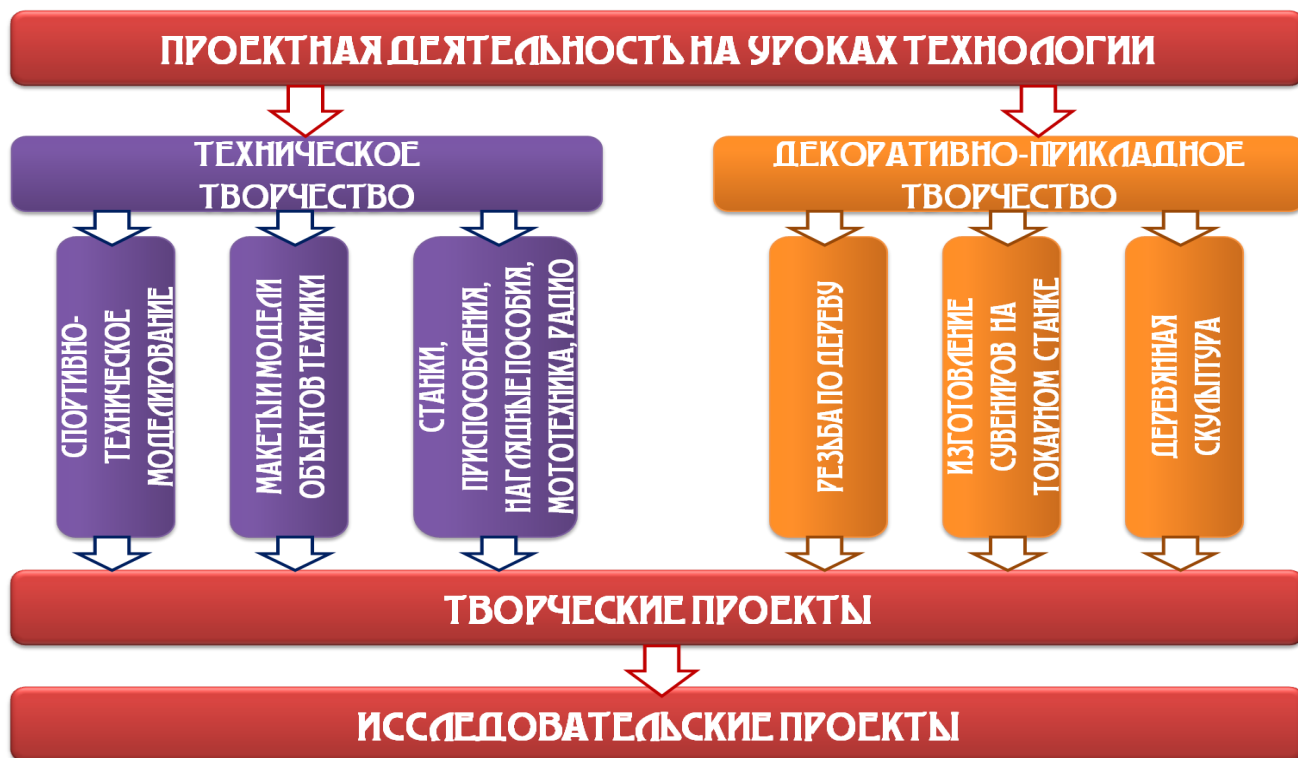 ПРОЕКТНАЯ ДЕЯТЕЛЬНОСТЬ НА УРОКАХ ТЕХНОЛОГИИ
ТЕХНИЧЕСКОЕ
ТВОРЧЕСТВО
ДЕКОРАТИВНО-ПРИКЛАДНОЕ
ТВОРЧЕСТВО
СПОРТИВНО-
ТЕХНИЧЕСКОЕ
МОДЕЛИРОВАНИЕ
МАКЕТЫ И МОДЕЛИ
ОБЪЕКТОВ ТЕХНИКИ
СТАНКИ,
ПРИСПОСОБЛЕНИЯ,
НАГЛЯДНЫЕ ПОСОБИЯ,
МОТОТЕХНИКА, РАДИО
РЕЗЬБА ПО ДЕРЕВУ
ИЗГОТОВЛЕНИЕ
СУВЕНИРОВ НА
ТОКАРНОМ СТАНКЕ
ДЕРЕВЯННАЯ
СКУЛЬПТУРА
ТВОРЧЕСКИЕ ПРОЕКТЫ
ИССЛЕДОВАТЕЛЬСКИЕ ПРОЕКТЫ